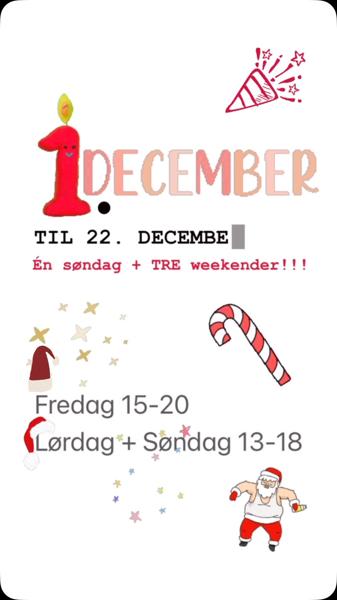 1. DECEMBER
TIL 22. DECEMBE
Én søndag + TRE weekender!!!
Fredag 15-20
Lørdag + Søndag 13-18